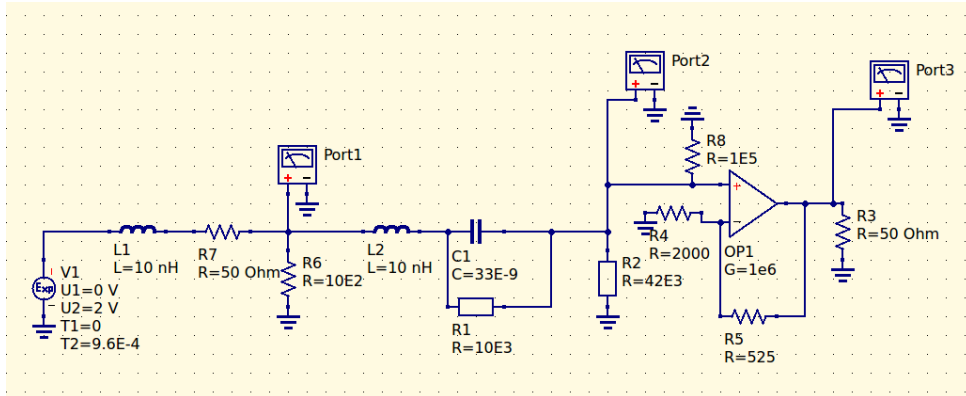 Port2
Port3
+ −
+ −
Port1
+ −
R8
R=1E5
+
−
L1
L=10 nH
R7
R=50 Ohm
R6
R=10E2
L2
L=10 nH
C1
C=33E-9
R1
R=10E3
R2
R=42E3
R4
R=2000
OP1
G=1e6
R3
R=50 Ohm
R5
R=525
Exp
V1
U1=0 V
U2=2 V
T1=0
T2=9.6E-4